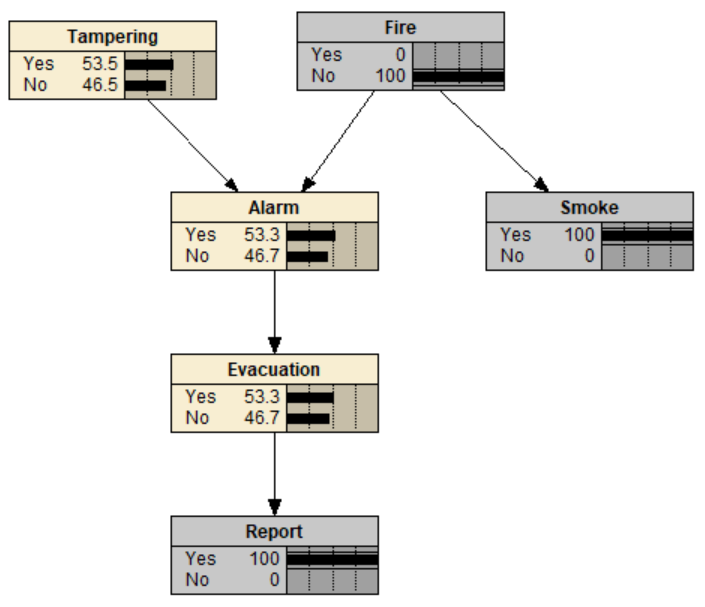 Tampering
Yes 53.5
No 46.5
Fire
Yes 0
No 100
Alarm
Yes 53.3
No 46.7
Smoke
Yes 100
No 0
Evacuation
Yes 53.3
No 46.7
Report
Yes 100
No 0